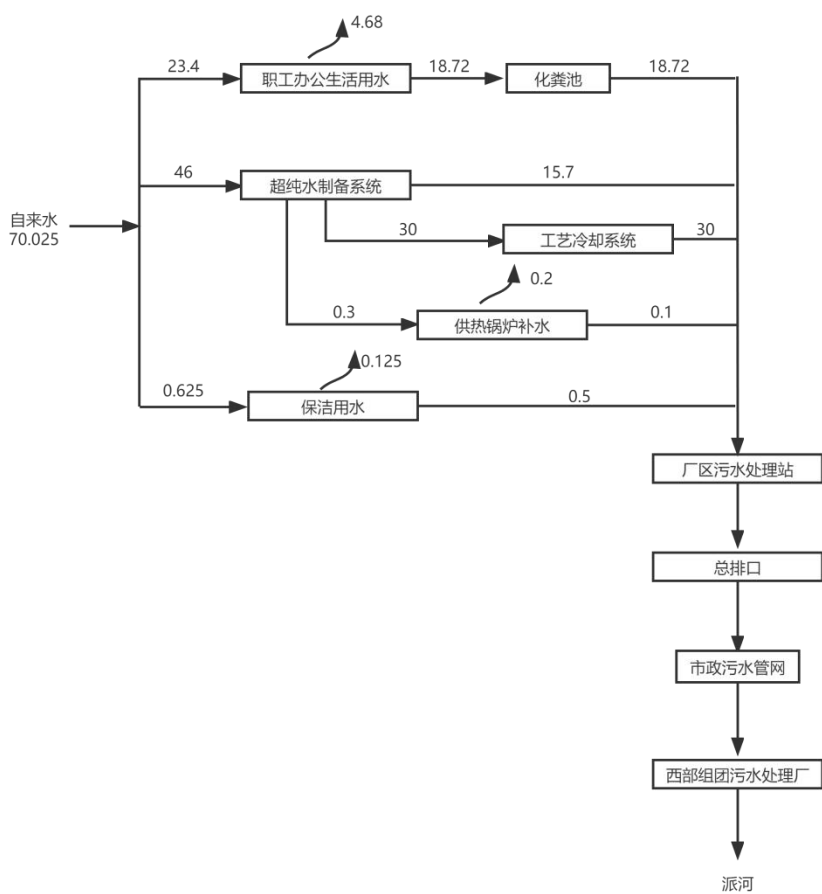 4.68
23.4
职工办公生活用水
18.72
化粪池
18.72
46
超纯水制备系统
15.7
自来水
70.025
30
工艺冷却系统
30
0.2
0.3
供热锅炉补水
0.1
0.125
0.625
保洁用水
0.5
厂区污水处理站
总排口
市政污水管网
西部组团污水处理厂
派河